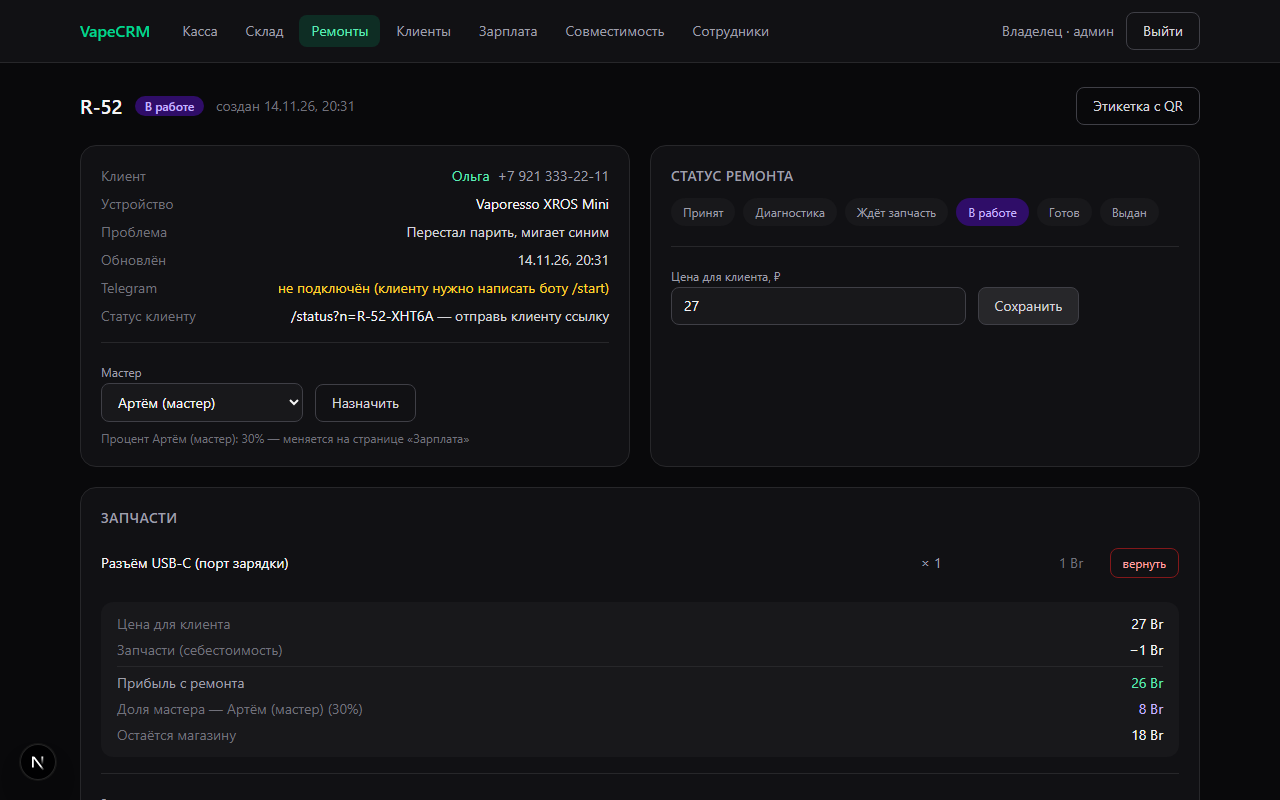 VapeCRM Касса Склад Ремонты Клиенты Зарплата Совместимость Сотрудники Владелец · админ Выйти
R-52 В работе создан 14.11.26, 20:31 Этикетка с QR
Клиент Ольга +7 921 333-22-11
Устройство Vaporesso XROS Mini
Проблема Перестал парить, мигает синим
Обновлён 14.11.26, 20:31
Telegram не подключён (клиенту нужно написать боту /start)
Статус клиенту /status?n=R-52-XHT6A — отправь клиенту ссылку
Мастер
Артём (мастер) Назначить
Процент Артём (мастер): 30% — меняется на странице «Зарплата»
СТАТУС РЕМОНТА
Принят Диагностика Ждёт запчасть В работе Готов Выдан
Цена для клиента, ₽
27 Сохранить
ЗАПЧАСТИ
Разъём USB-C (порт зарядки) × 1 1 Br вернуть
Цена для клиента 27 Br
Запчасти (себестоимость) −1 Br
Прибыль с ремонта 26 Br
Доля мастера — Артём (мастер) (30%) 8 Br
Остаётся магазину 18 Br
N